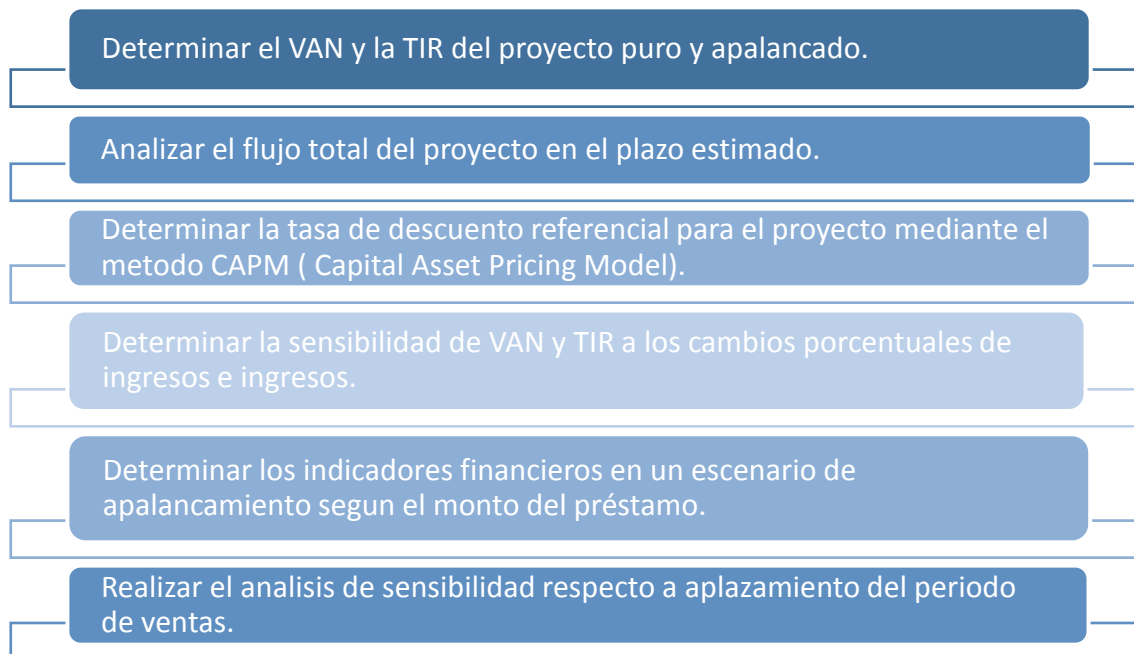 Determinar el VAN y la TIR del proyecto puro y apalancado.
Analizar el flujo total del proyecto en el plazo estimado.
Determinar la tasa de descuento referencial para el proyecto mediante el
metodo CAPM ( Capital Asset Pricing Model).
Determinar la sensibilidad de VAN y TIR a los cambios porcentuales de
ingresos e ingresos.
Determinar los indicadores financieros en un escenario de
apalancamiento segun el monto del préstamo.
Realizar el analisis de sensibilidad respecto a aplazamiento del periodo
de ventas.